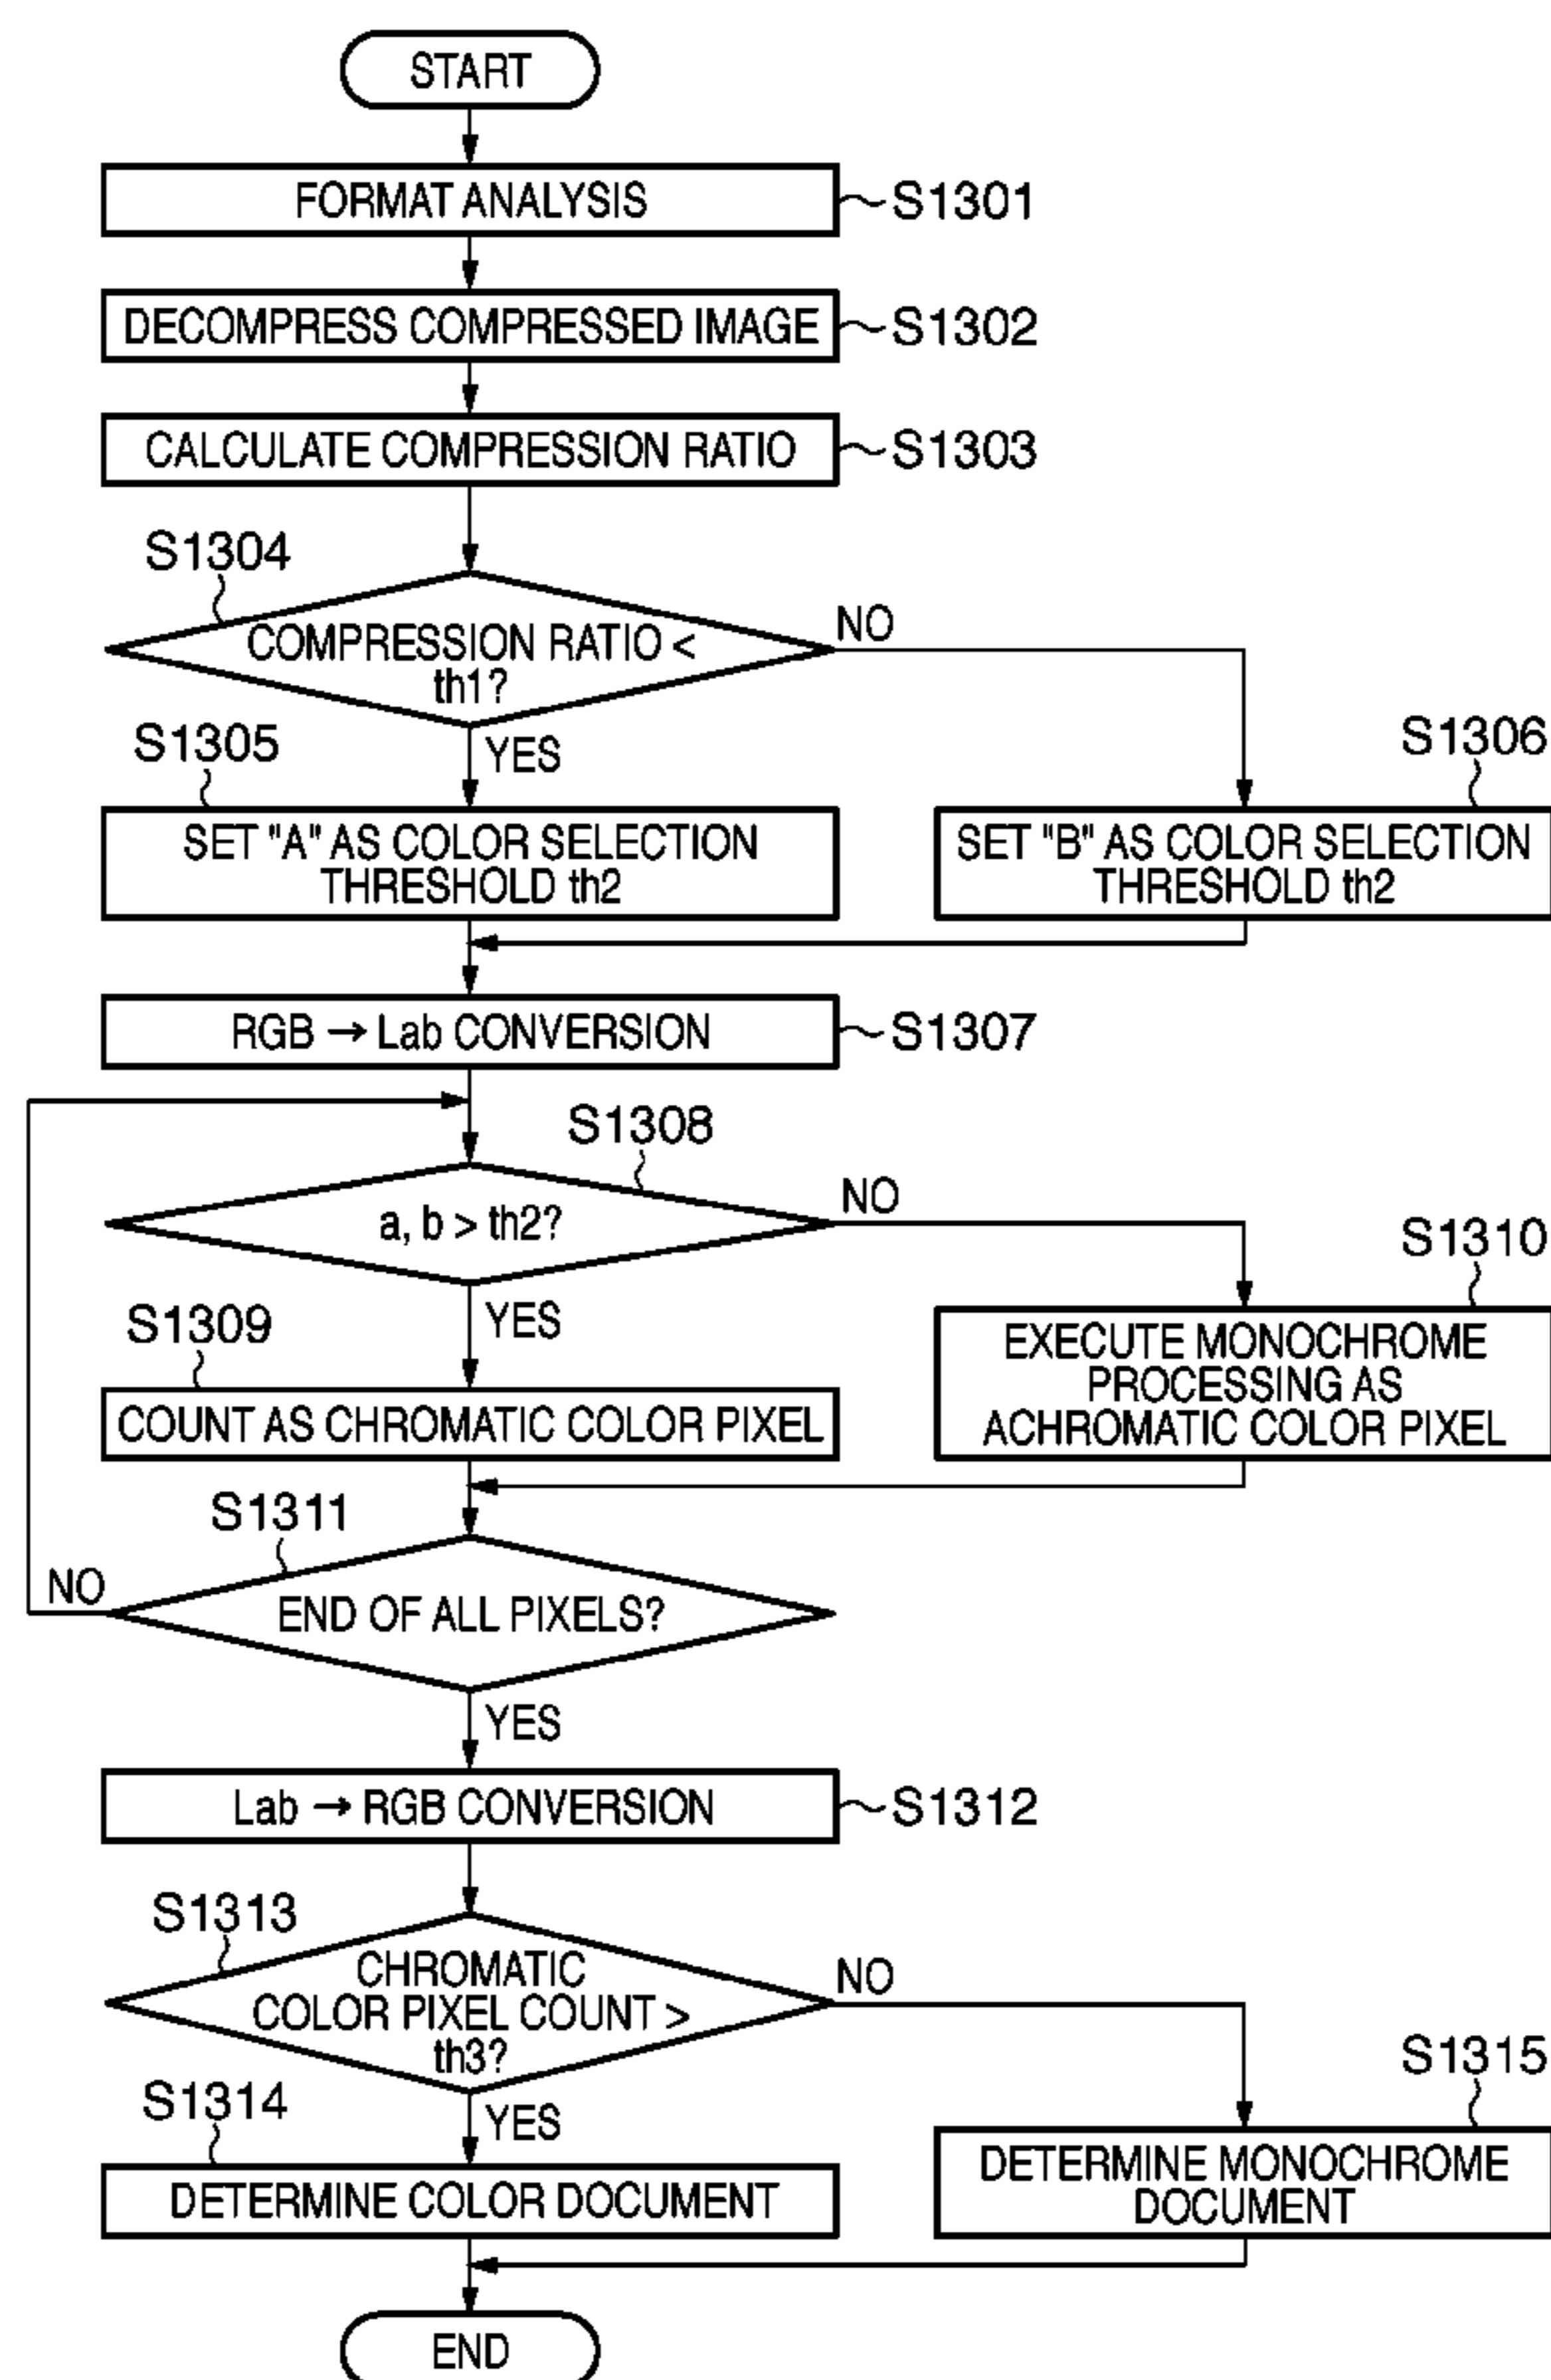 START
FORMAT ANALYSIS
S1301
DECOMPRESS COMPRESSED IMAGE
S1302
CALCULATE COMPRESSION RATIO
S1303
S1304
COMPRESSION RATIO <
th1?
NO
YES
S1305
SET "A" AS COLOR SELECTION
THRESHOLD th2
S1306
SET "B" AS COLOR SELECTION
THRESHOLD th2
RGB → Lab CONVERSION
S1307
S1308
a, b > th2?
NO
YES
S1309
COUNT AS CHROMATIC COLOR PIXEL
S1310
EXECUTE MONOCHROME
PROCESSING AS
ACHROMATIC COLOR PIXEL
S1311
NO
END OF ALL PIXELS?
YES
Lab → RGB CONVERSION
S1312
S1313
CHROMATIC
COLOR PIXEL COUNT >
th3?
NO
YES
S1314
DETERMINE COLOR DOCUMENT
S1315
DETERMINE MONOCHROME
DOCUMENT
END